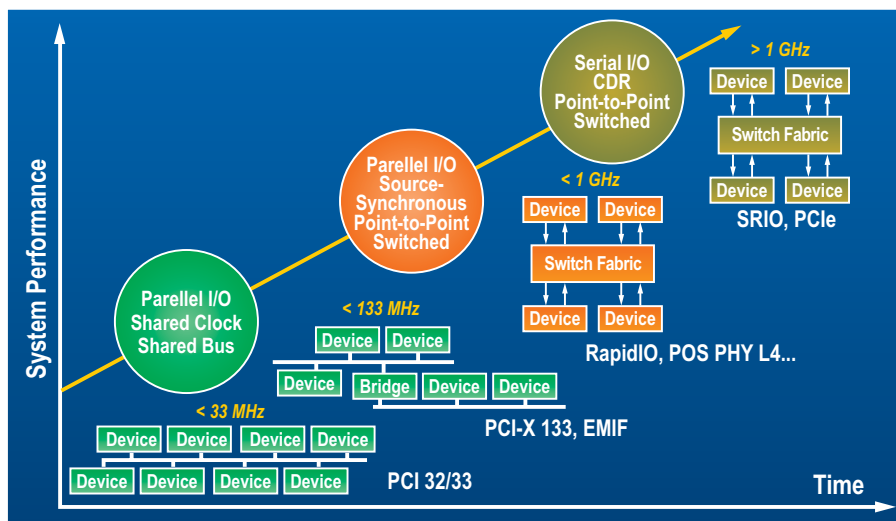 System Performance
Time
Parellel I/O
Shared Clock
Shared Bus
Parellel I/O
Source-
Synchronous
Point-to-Point
Switched
Serial I/O
CDR
Point-to-Point
Switched
> 1 GHz
Device Device
Switch Fabric
Device Device
SRIO, PCIe
< 1 GHz
Device Device
Switch Fabric
Device Device
RapidIO, POS PHY L4...
< 133 MHz
Device Device
Device Bridge Device Device
PCI-X 133, EMIF
< 33 MHz
Device Device Device Device
Device Device Device Device
PCI 32/33